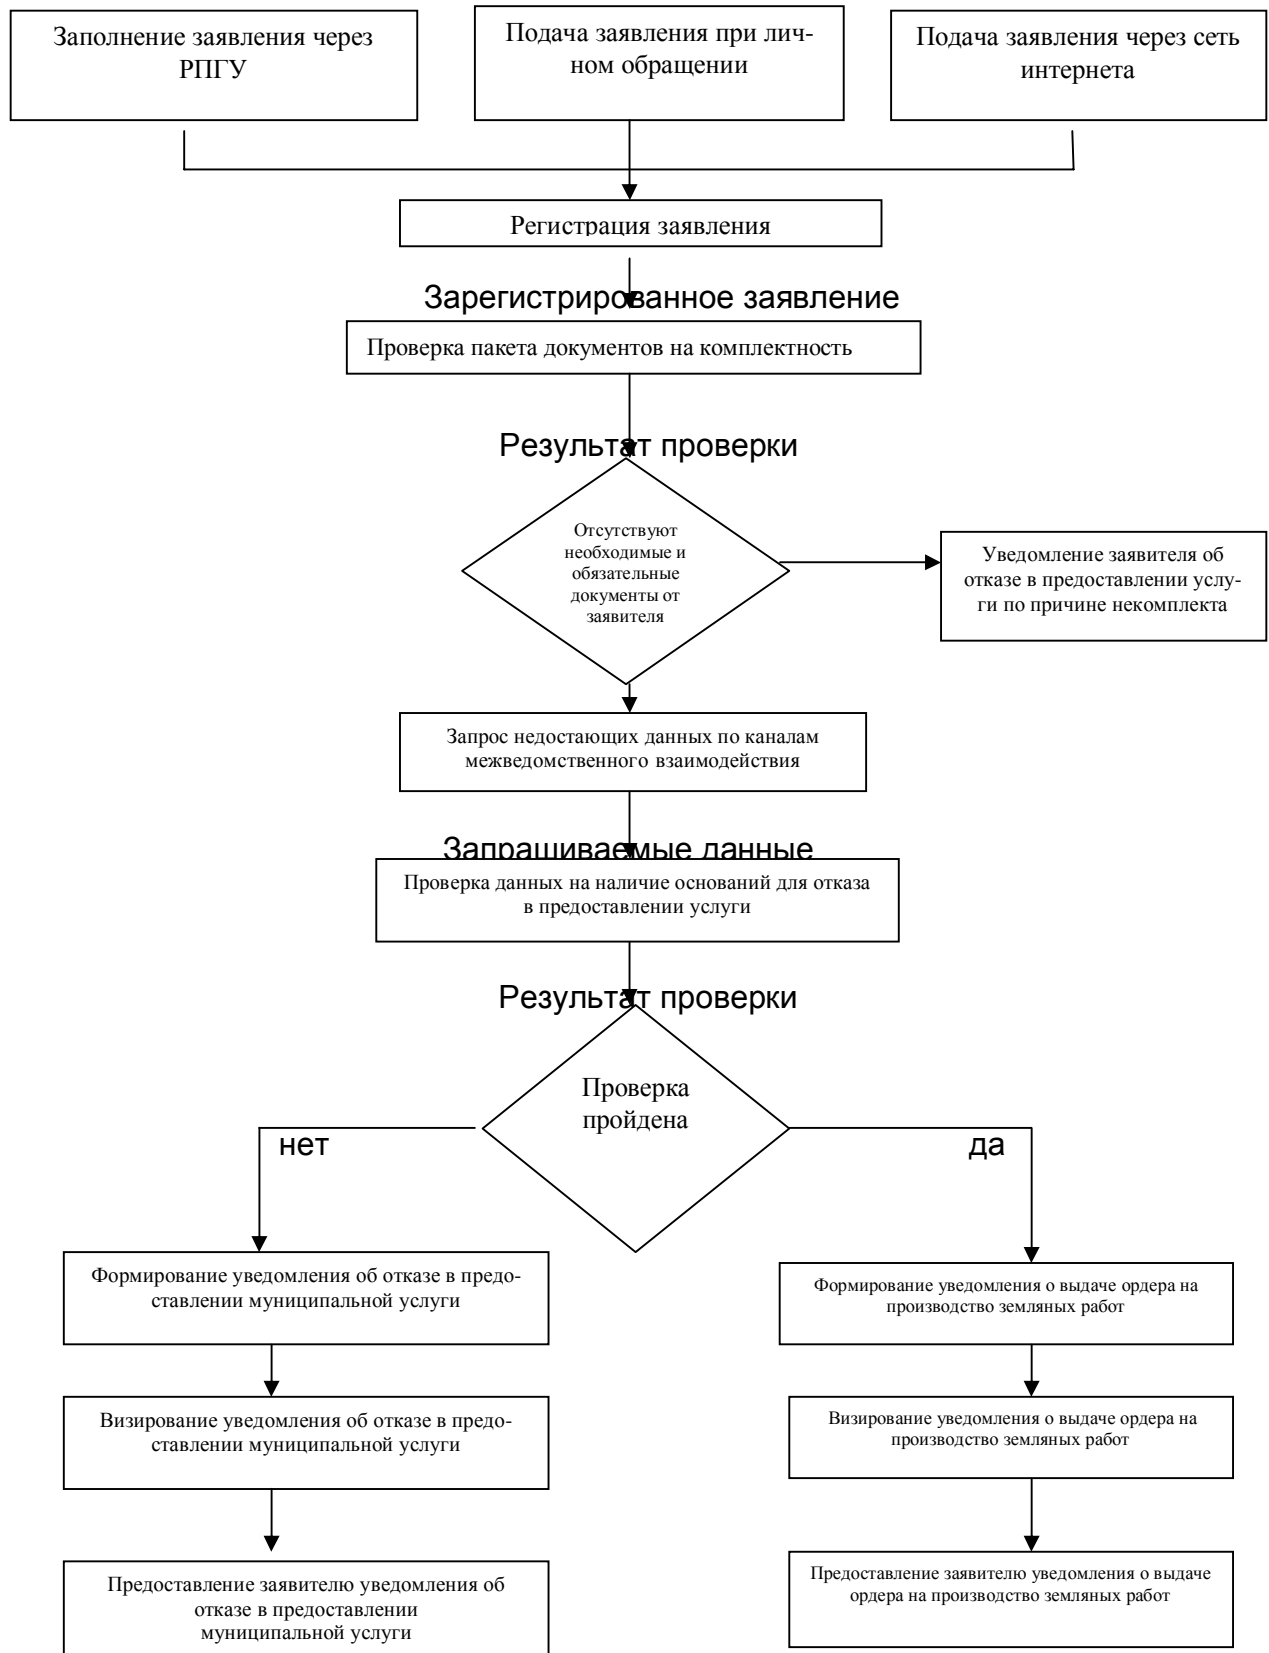 Заполнение заявления через
РПГУ
Подача заявления при лич-
ном обращении
Подача заявления через сеть
интернета
Регистрация заявления
Зарегистрированное заявление
Проверка пакета документов на комплектность
Результат проверки
Отсутствуют
необходимые и
обязательные
документы от
заявителя
Уведомление заявителя об
отказе в предоставлении услу-
ги по причине некомплекта
Запрос недостающих данных по каналам
межведомственного взаимодействия
Запрашиваемые данные
Проверка данных на наличие оснований для отказа
в предоставлении услуги
Результат проверки
Проверка
пройдена
нет
да
Формирование уведомления об отказе в предо-
ставлении муниципальной услуги
Формирование уведомления о выдаче ордера на
производство земляных работ
Визирование уведомления об отказе в предо-
ставлении муниципальной услуги
Визирование уведомления о выдаче ордера на
производство земляных работ
Предоставление заявителю уведомления об
отказе в предоставлении
муниципальной услуги
Предоставление заявителю уведомления о выдаче
ордера на производство земляных работ